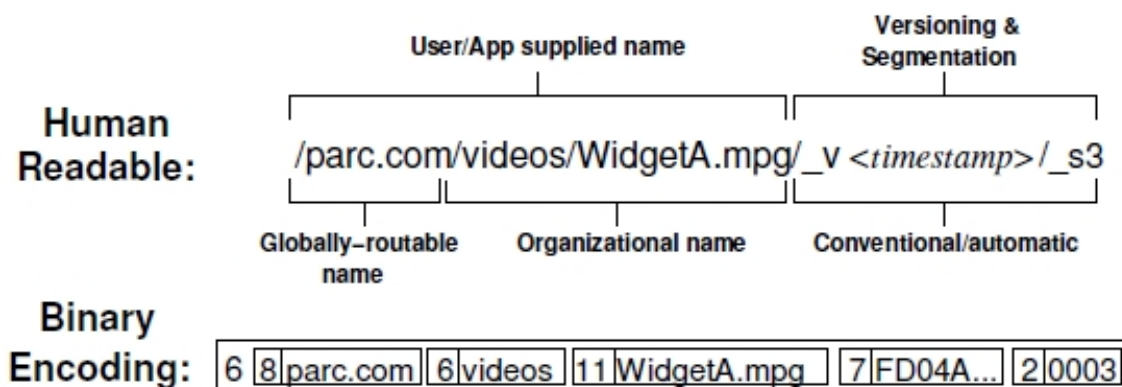 Versioning &
User/App supplied name Segmentation
Human
Readable: /parc.com/videos/WidgetA.mpg/_v <timestamp>/_s3
Globally–routable Organizational name Conventional/automatic
name
Binary
Encoding: 6 8 parc.com 6 videos 11 WidgetA.mpg 7 FD04A... 2 0003